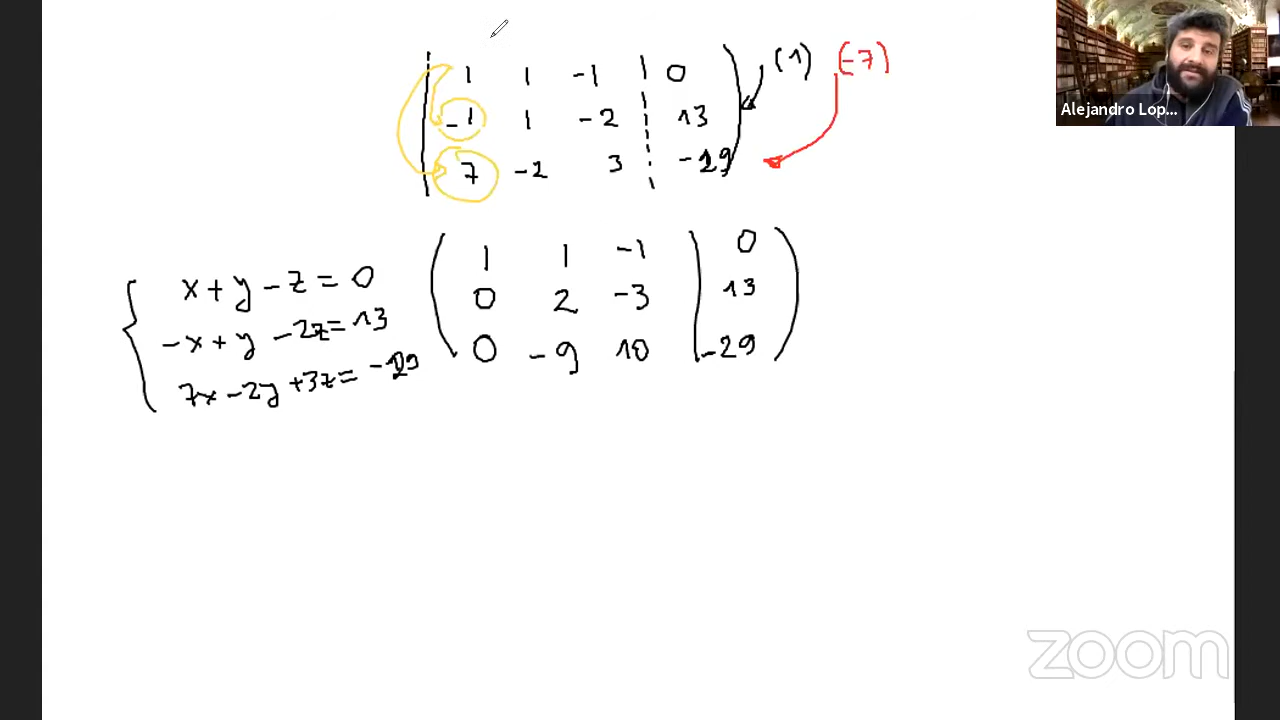 1 1 -1 0 (1) (-7)
-1 1 -2 13
7 -2 3 -29
Alejandro Lop...
x + y - z = 0
-x + y - 2z = 13
7x - 2y + 3z = -29
1 1 -1 0
0 2 -3 13
0 -9 10 -29
zoom